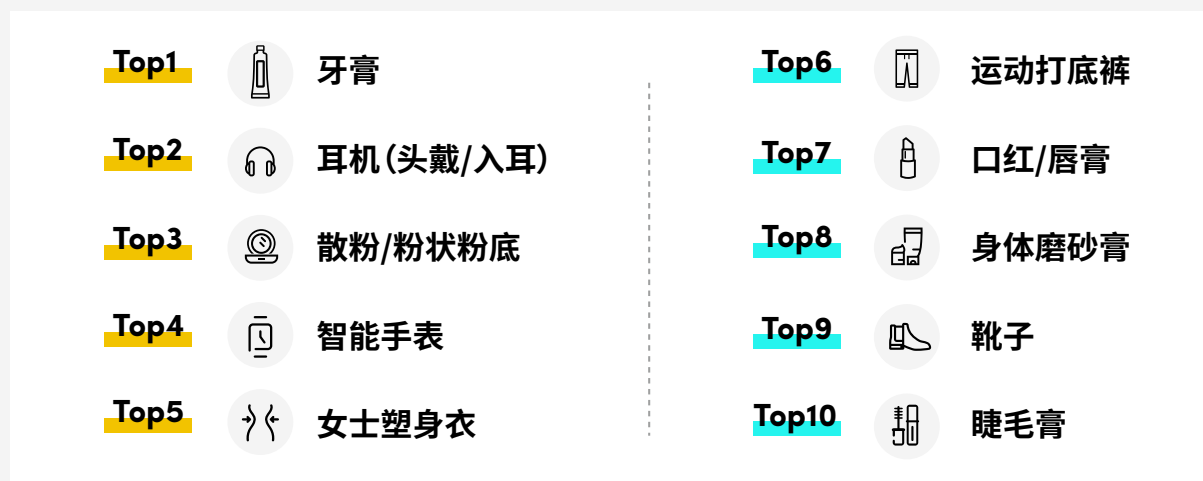 Top1 牙膏
Top2 耳机(头戴/入耳)
Top3 散粉/粉状粉底
Top4 智能手表
Top5 女士塑身衣
Top6 运动打底裤
Top7 口红/唇膏
Top8 身体磨砂膏
Top9 靴子
Top10 睫毛膏